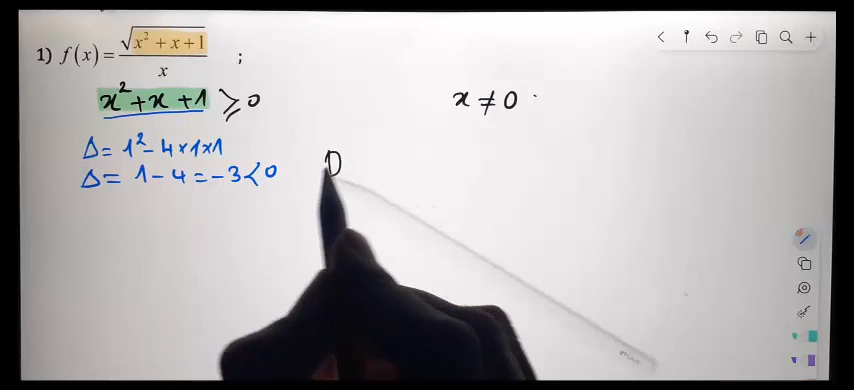 1) f(x) = √(x² + x + 1) / x ;
x² + x + 1 ⩾ 0
x ≠ 0
Δ = 1² - 4 × 1 × 1
Δ = 1 - 4 = -3 < 0
D